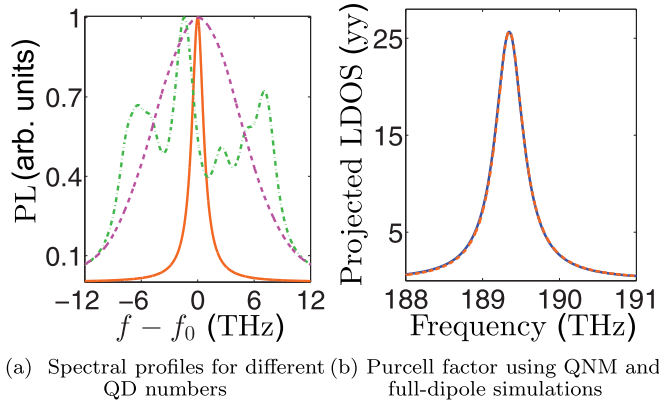 PL (arb. units)
1
0.7
0.4
0.1
−12 −6 0 6 12
f − f₀ (THz)
Projected LDOS (yy)
25
15
5
188 189 190 191
Frequency (THz)
(a) Spectral profiles for different
QD numbers
(b) Purcell factor using QNM and
full-dipole simulations